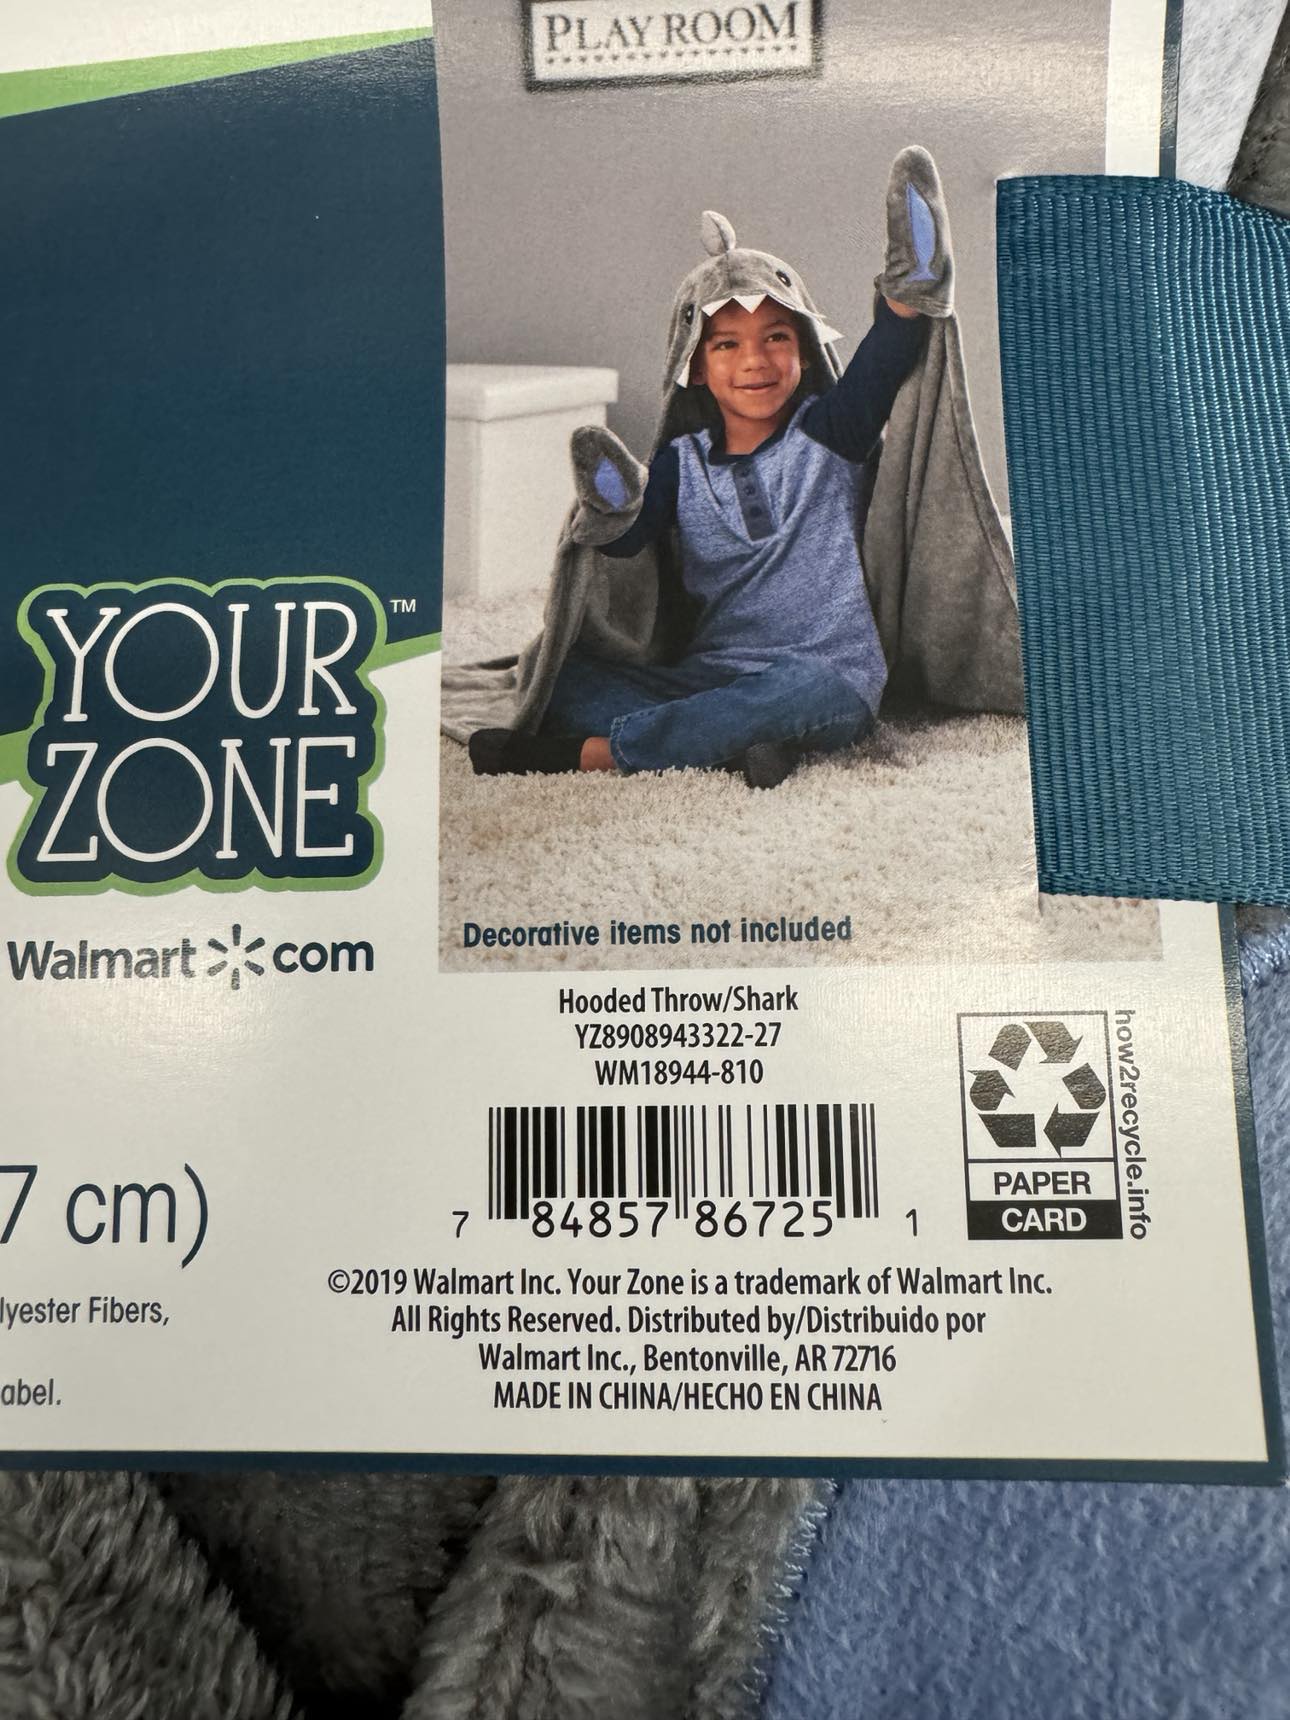 PLAY ROOM
YOUR ™
ZONE
Walmart com
Decorative items not included
Hooded Throw/Shark
YZ8908943322-27
WM18944-810
7 84857 86725 1
how2recycle.info
PAPER
CARD
7 cm)
lyester Fibers,
abel.
©2019 Walmart Inc. Your Zone is a trademark of Walmart Inc.
All Rights Reserved. Distributed by/Distribuido por
Walmart Inc., Bentonville, AR 72716
MADE IN CHINA/HECHO EN CHINA